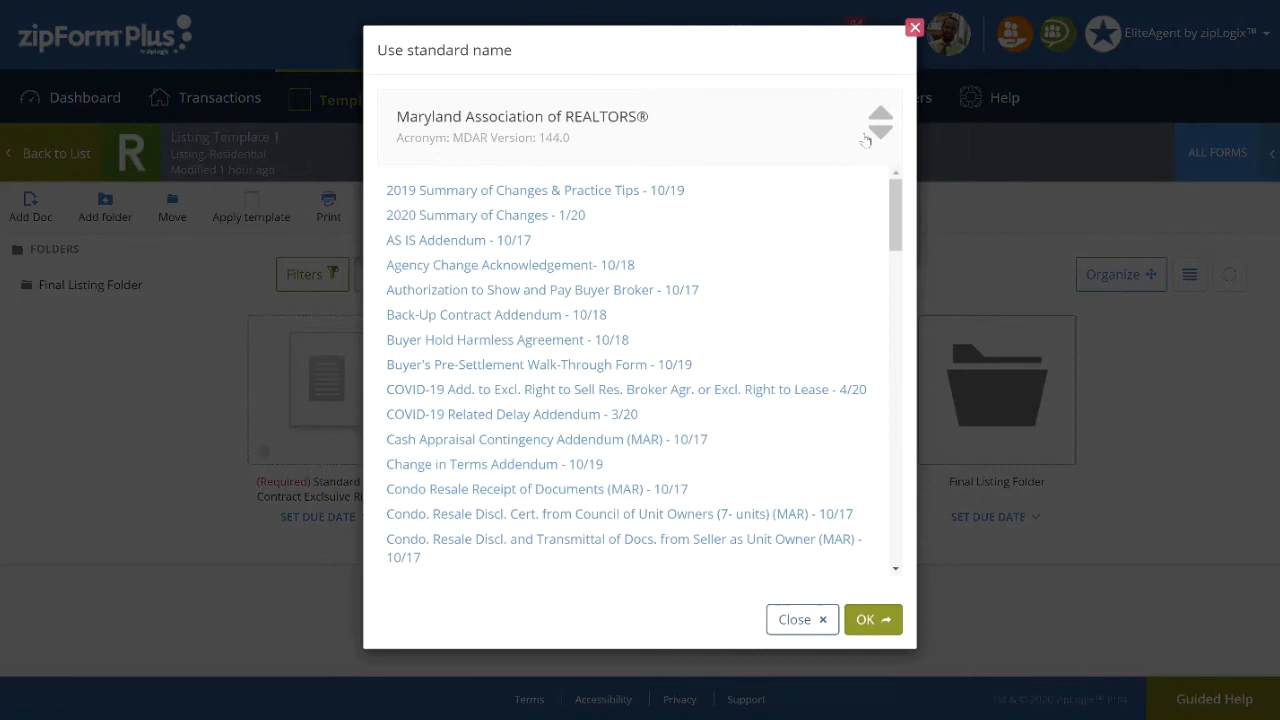 zipForm Plus
by zipLogix
EliteAgent by zipLogix™
Dashboard
Transactions
Templ
ers
Help
Back to List
R
Listing Template 1
Listing, Residential
Modified 1 hour ago
ALL FORMS
Add Doc
Add folder
Move
Apply template
Print
FOLDERS
Final Listing Folder
Filters
Organize
(Required) Standard
Contract Exclsuive Ri
SET DUE DATE
Final Listing Folder
SET DUE DATE
Use standard name
Maryland Association of REALTORS®
Acronym: MDAR Version: 144.0
2019 Summary of Changes & Practice Tips - 10/19
2020 Summary of Changes - 1/20
AS IS Addendum - 10/17
Agency Change Acknowledgement- 10/18
Authorization to Show and Pay Buyer Broker - 10/17
Back-Up Contract Addendum - 10/18
Buyer Hold Harmless Agreement - 10/18
Buyer's Pre-Settlement Walk-Through Form - 10/19
COVID-19 Add. to Excl. Right to Sell Res. Broker Agr. or Excl. Right to Lease - 4/20
COVID-19 Related Delay Addendum - 3/20
Cash Appraisal Contingency Addendum (MAR) - 10/17
Change in Terms Addendum - 10/19
Condo Resale Receipt of Documents (MAR) - 10/17
Condo. Resale Discl. Cert. from Council of Unit Owners (7- units) (MAR) - 10/17
Condo. Resale Discl. and Transmittal of Docs. from Seller as Unit Owner (MAR) -
10/17
Close
OK
Terms
Accessibility
Privacy
Support
Guided Help